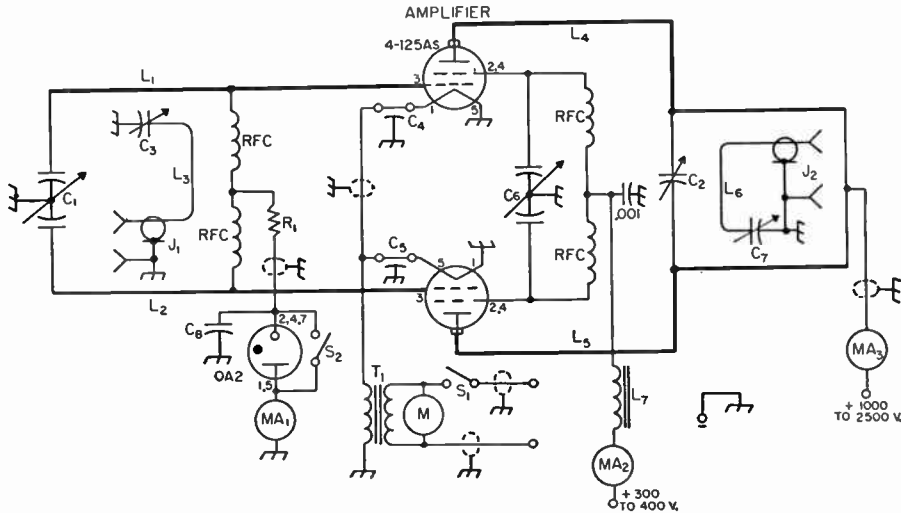 AMPLIFIER
4-125As
L4
L1
3
2,4
1
5
C4
RFC
RFC
C3
L3
C1
J1
RFC
R1
C6
.001
C2
L6
J2
C7
C5
5
1
RFC
L2
3
2,4
L5
C8
2,4,7
S2
OA2
1,5
MA1
T1
M
S1
L7
MA2
+300
TO 400 V.
MA3
+ 1000
TO 2500 V.